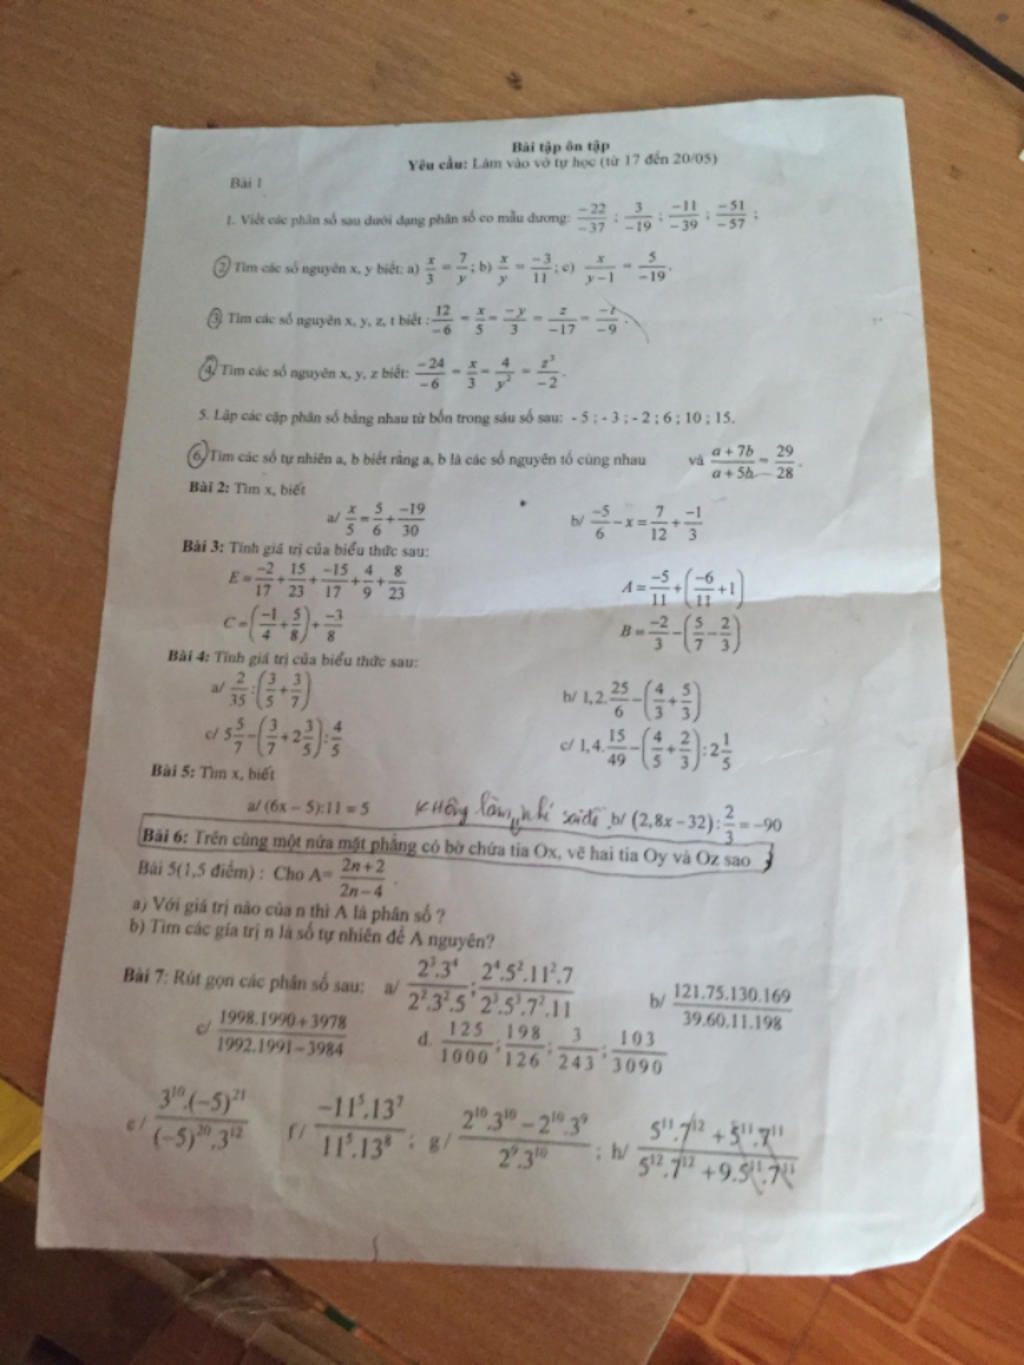 Bài tập ôn tập
Yêu cầu: Làm vào vở tự học (từ 17 đến 20/05)
Bài 1
1. Viết các phân số sau dưới dạng phân số co mẫu dương: -22/-37 ; 3/-19 ; -11/-39 ; -51/-57 ;
2 Tìm các số nguyên x, y biết: a) x/3 = 7/y ; b) x/y = -3/11 ; c) x/(y-1) = 5/-19 .
3 Tìm các số nguyên x, y, z, t biết : 12/-6 = x/5 = -y/3 = z/-17 = -t/-9 .
4 Tìm các số nguyên x, y, z biết: -24/-6 = x/3 = 4/y² = z³/-2 .
5. Lập các cặp phân số bằng nhau từ bốn trong sáu số sau: - 5 ; - 3 ; - 2 ; 6 ; 10 ; 15.
6 Tìm các số tự nhiên a, b biết rằng a, b là các số nguyên tố cùng nhau và (a + 7b)/(a + 5b) = 29/28 .
Bài 2: Tìm x, biết
a/ x/5 = 5/6 + -19/30 b/ -5/6 - x = 7/12 + -1/3
Bài 3: Tính giá trị của biểu thức sau:
E = -2/17 + 15/23 + -15/17 + 4/9 + 8/23 A = -5/11 + (-6/11 + 1)
C = (-1/4 + 5/8) + -3/8 B = -2/3 - (5/7 - 2/3)
Bài 4: Tính giá trị của biểu thức sau:
a/ 2/35 : (3/5 + 3/7) b/ 1,2. 25/6 - (4/3 + 5/3)
c/ 5 5/7 - (3/7 + 2 3/5) : 4/5 c/ 1,4. 15/49 - (4/5 + 2/3) : 2 1/5
Bài 5: Tìm x, biết
a/ (6x - 5):11 = 5 Không làm vì sai đề b/ (2,8x - 32) : 2/3 = -90
Bài 6: Trên cùng một nửa mặt phẳng có bờ chứa tia Ox, vẽ hai tia Oy và Oz sao
Bài 5(1,5 điểm) : Cho A= (2n + 2)/(2n - 4) .
a) Với giá trị nào của n thì A là phân số ?
b) Tìm các gía trị n là số tự nhiên để A nguyên?
Bài 7: Rút gọn các phân số sau: a/ 2³.3⁴/2².3².5 ; 2⁴.5².11².7/2³.5³.7².11 b/ 121.75.130.169/39.60.11.198
c/ (1998.1990 + 3978)/(1992.1991 - 3984) d. 125/1000 ; 198/126 ; 3/243 ; 103/3090
e / 3¹⁰.(-5)²¹/(-5)²⁰.3¹² f / -11⁵.13⁷/11⁵.13⁸ ; g / (2¹⁰.3¹⁰ - 2¹⁰.3⁹)/2⁹.3¹⁰ ; h/ (5¹¹.7¹² + 5¹¹.7¹¹)/(5¹².7¹² + 9.5¹¹.7¹¹)